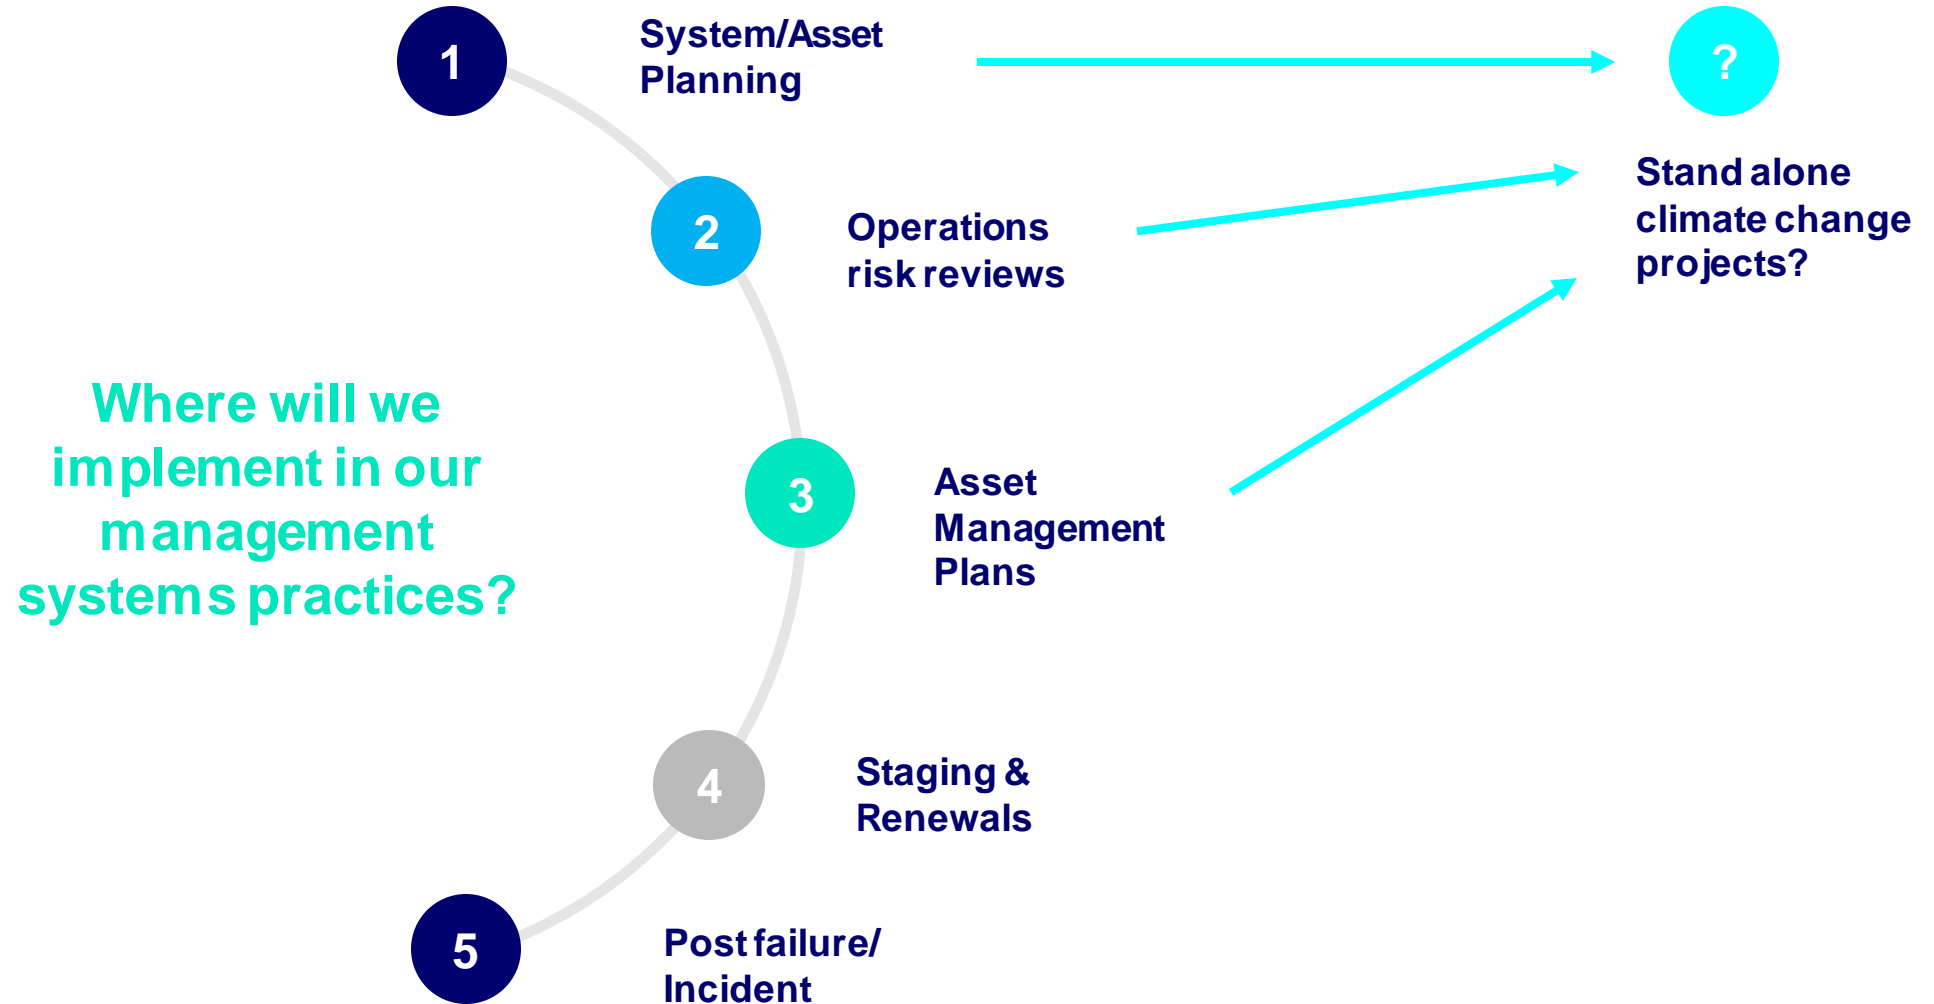 1
System/Asset
Planning
?
Stand alone
climate change
projects?
2
Operations
risk reviews
Where will we
implement in our
management
systems practices?
3
Asset
Management
Plans
4
Staging &
Renewals
5
Post failure/
Incident